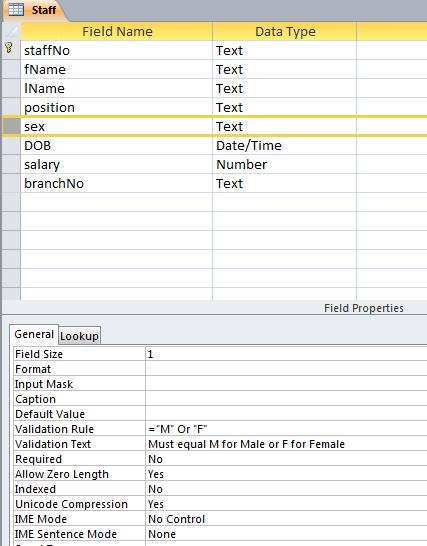 Staff
Field Name Data Type
staffNo Text
fName Text
lName Text
position Text
sex Text
DOB Date/Time
salary Number
branchNo Text
Field Properties
General Lookup
Field Size 1
Format
Input Mask
Caption
Default Value
Validation Rule ="M" Or "F"
Validation Text Must equal M for Male or F for Female
Required No
Allow Zero Length Yes
Indexed No
Unicode Compression Yes
IME Mode No Control
IME Sentence Mode None